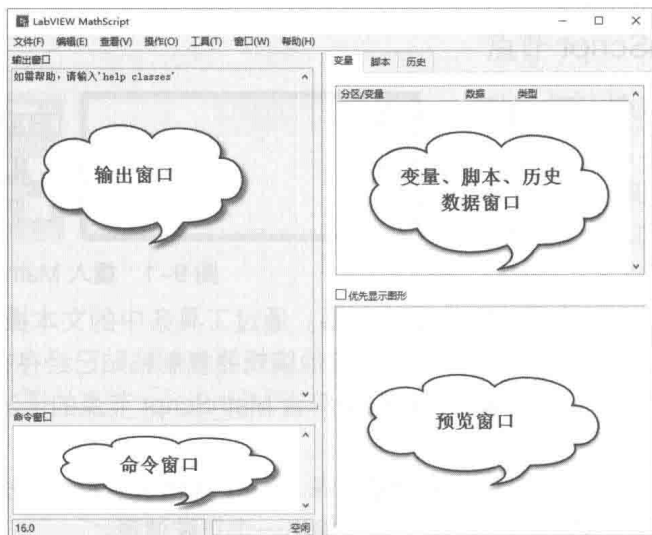 LabVIEW MathScript
文件(F) 编辑(E) 查看(V) 操作(O) 工具(T) 窗口(W) 帮助(H)
输出窗口
如需帮助，请输入'help classes'
输出窗口
命令窗口
命令窗口
16.0
空闲
变量 脚本 历史
分区/变量 数据 类型
变量、脚本、历史
数据窗口
优先显示图形
预览窗口